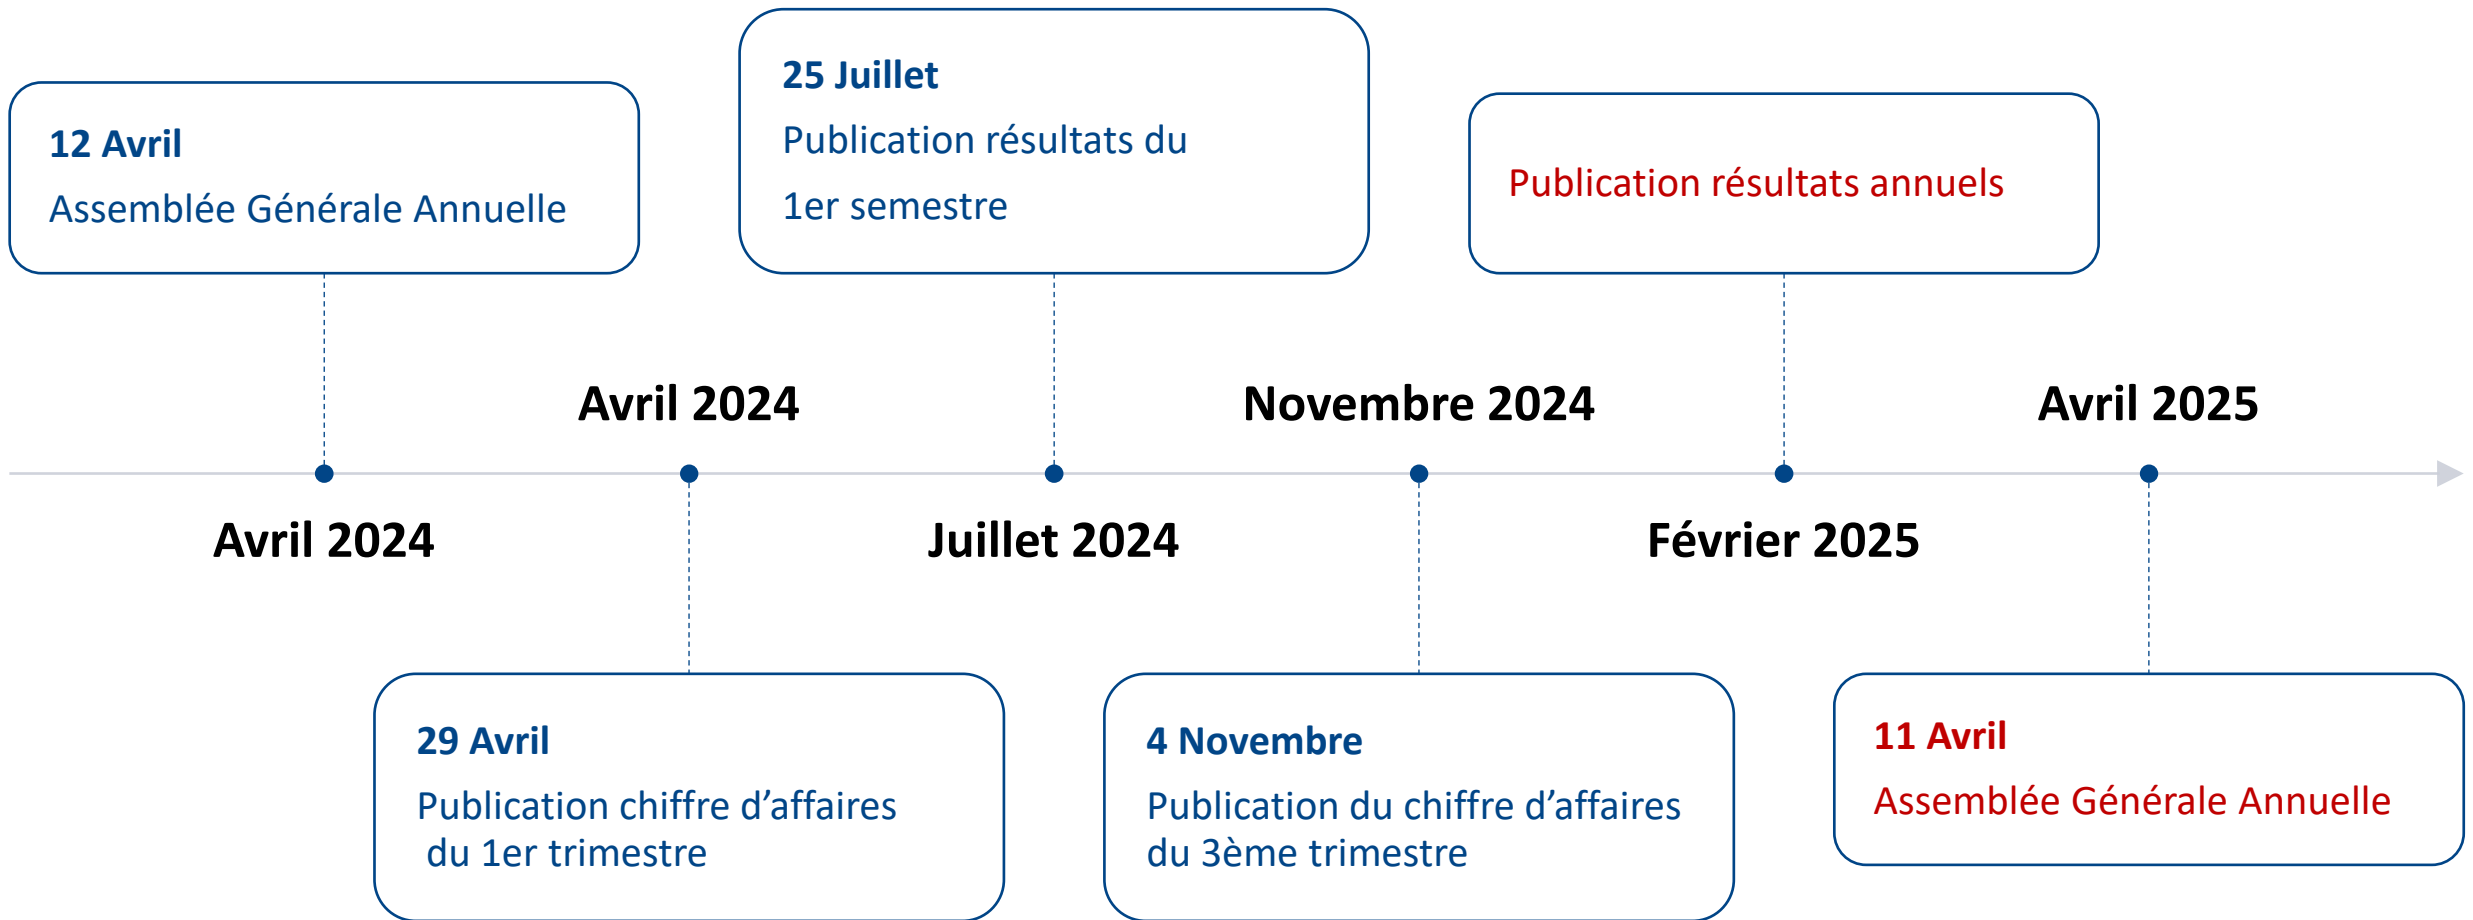 12 Avril
Assemblée Générale Annuelle
25 Juillet
Publication résultats du
1er semestre
Publication résultats annuels
Avril 2024
Novembre 2024
Avril 2025
Avril 2024
Juillet 2024
Février 2025
29 Avril
Publication chiffre d’affaires
du 1er trimestre
4 Novembre
Publication du chiffre d’affaires
du 3ème trimestre
11 Avril
Assemblée Générale Annuelle